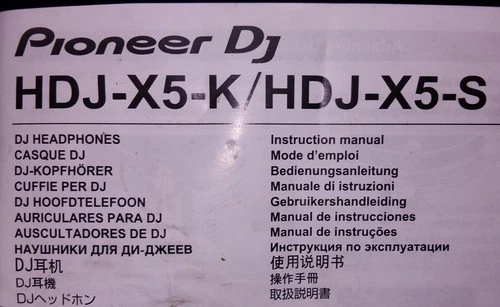 Pioneer Dj
HDJ-X5-K/HDJ-X5-S
DJ HEADPHONES Instruction manual
CASQUE DJ Mode d'emploi
DJ-KOPFHÖRER Bedienungsanleitung
CUFFIE PER DJ Manuale di istruzioni
DJ HOOFDTELEFOON Gebruikershandleiding
AURICULARES PARA DJ Manual de instrucciones
AUSCULTADORES DE DJ Manual de instruções
НАУШНИКИ ДЛЯ ДИ-ДЖЕЕВ Инструкции по эксплуатации
DJ耳机 使用说明书
DJ耳機 操作手冊
DJヘッドホン 取扱説明書